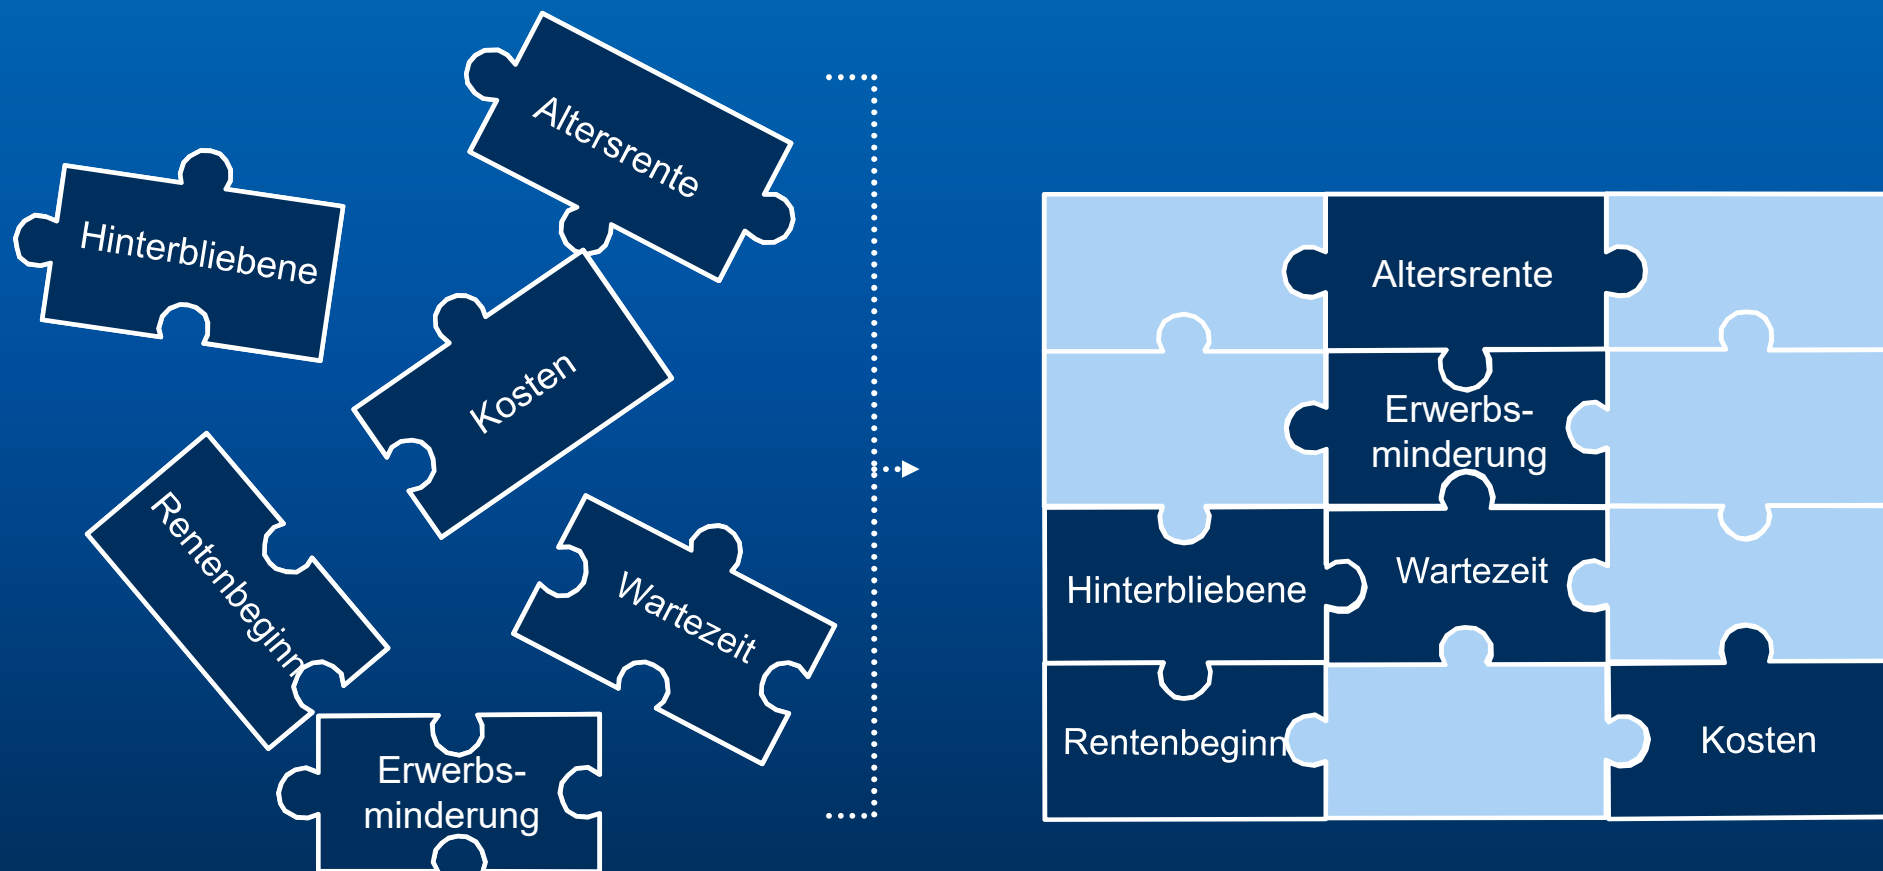 Altersrente
Hinterbliebene
Kosten
Rentenbeginn
Wartezeit
Erwerbs-
minderung
Altersrente
Erwerbs-
minderung
Hinterbliebene
Wartezeit
Rentenbeginn
Kosten